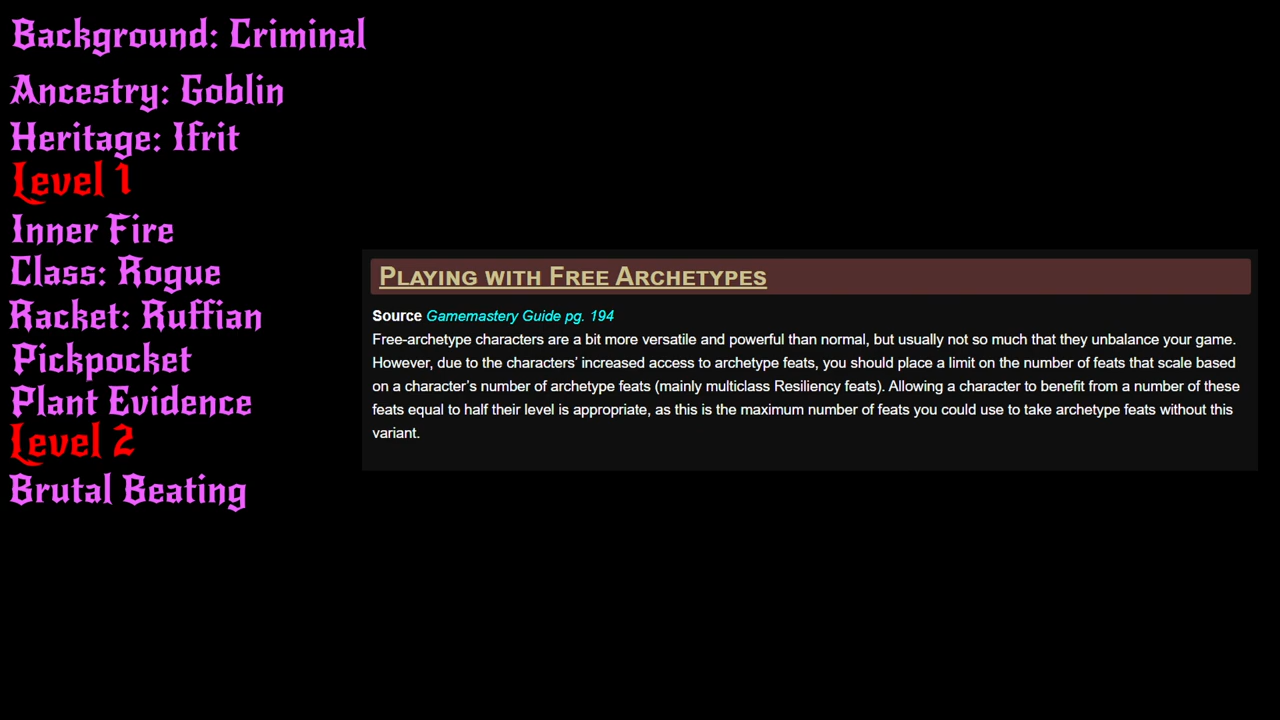 Background: Criminal
Ancestry: Goblin
Heritage: Ifrit
Level 1
Inner Fire
Class: Rogue
Racket: Ruffian
Pickpocket
Plant Evidence
Level 2
Brutal Beating
Playing with Free Archetypes
Source Gamemastery Guide pg. 194
Free-archetype characters are a bit more versatile and powerful than normal, but usually not so much that they unbalance your game.
However, due to the characters' increased access to archetype feats, you should place a limit on the number of feats that scale based
on a character's number of archetype feats (mainly multiclass Resiliency feats). Allowing a character to benefit from a number of these
feats equal to half their level is appropriate, as this is the maximum number of feats you could use to take archetype feats without this
variant.